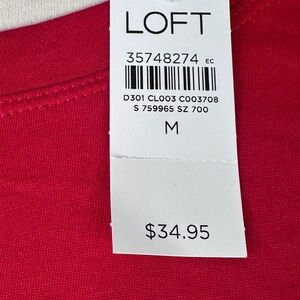 LOFT
35748274 EC
D301 CL003 C003708
S 759965 SZ 700
M
$34.95